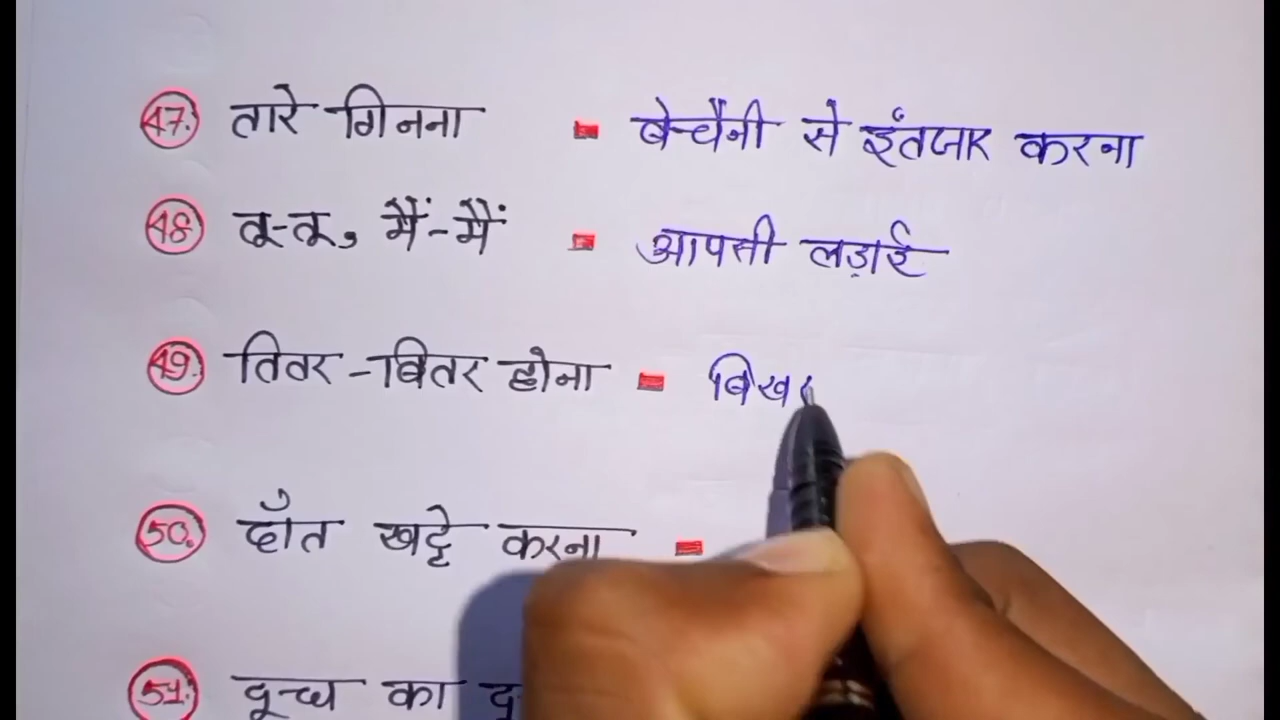 47. तारे गिनना - बेचैनी से इंतजार करना
48 तू-तू, मैं-मैं - आपसी लड़ाई
49. तितर-बितर होना - बिख
50. दाँत खट्टे करना -
51. दूध का